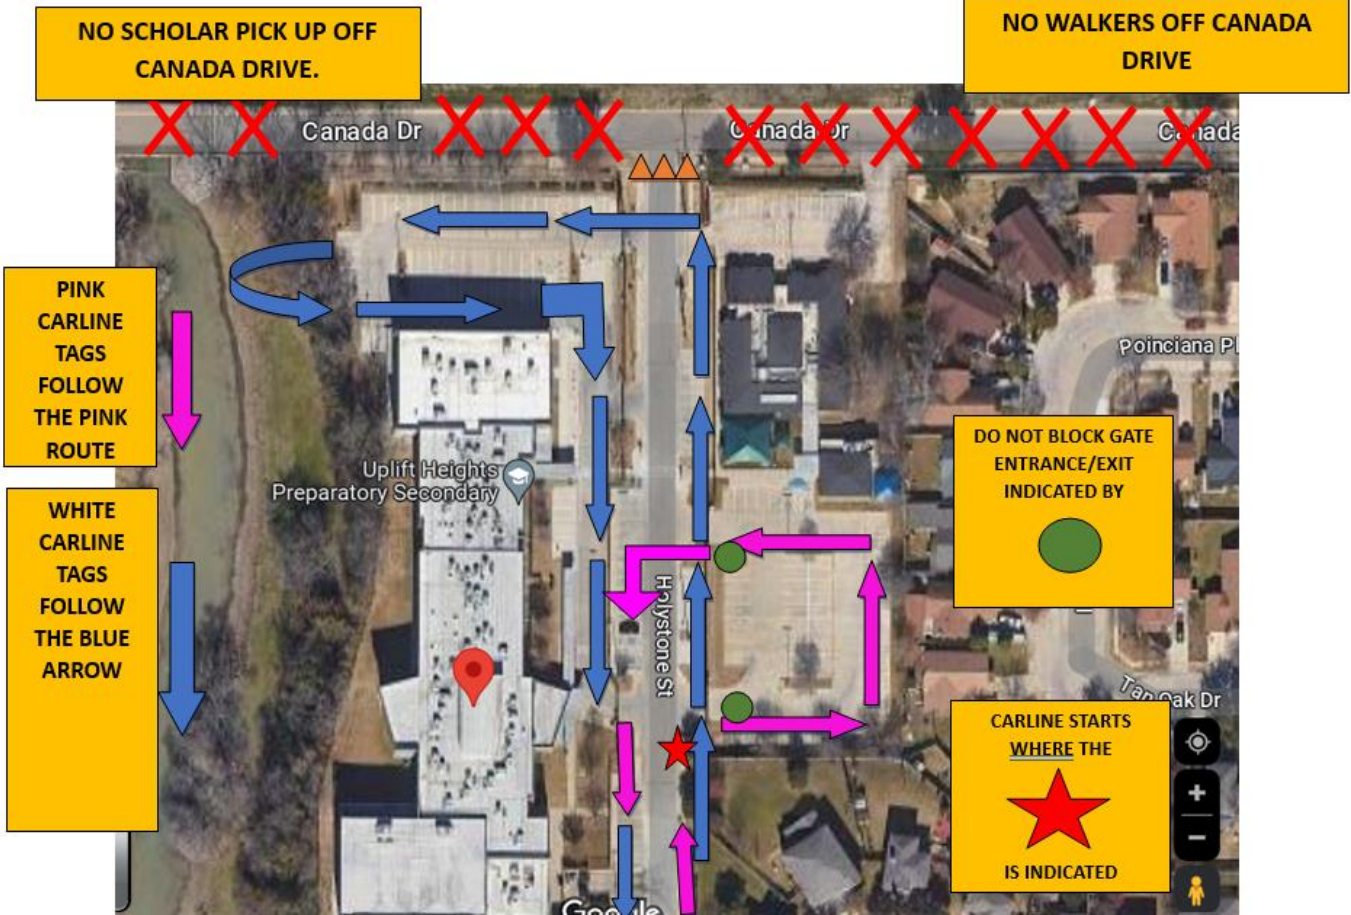 NO SCHOLAR PICK UP OFF
CANADA DRIVE.
NO WALKERS OFF CANADA
DRIVE
Canada Dr
Canada Dr
Canada
PINK
CARLINE
TAGS
FOLLOW
THE PINK
ROUTE
Poinciana Pl
DO NOT BLOCK GATE
ENTRANCE/EXIT
INDICATED BY
Uplift Heights
Preparatory Secondary
WHITE
CARLINE
TAGS
FOLLOW
THE BLUE
ARROW
Holystone St
Tan Oak Dr
CARLINE STARTS
WHERE THE
IS INDICATED
+
−
Google